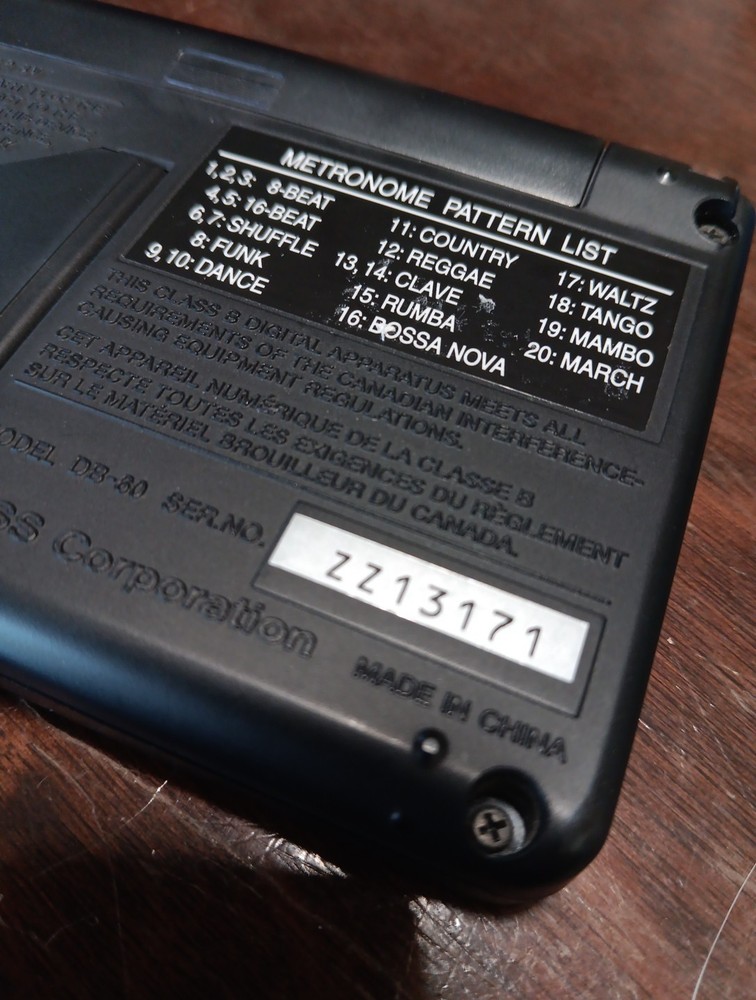 METRONOME PATTERN LIST
1,2,3: 8-BEAT
4,5: 16-BEAT
6,7: SHUFFLE
8: FUNK
9,10: DANCE
11: COUNTRY
12: REGGAE
13,14: CLAVE
15: RUMBA
16: BOSSA NOVA
17: WALTZ
18: TANGO
19: MAMBO
20: MARCH
THIS CLASS B DIGITAL APPARATUS MEETS ALL
REQUIREMENTS OF THE CANADIAN INTERFERENCE-
CAUSING EQUIPMENT REGULATIONS.
CET APPAREIL NUMÉRIQUE DE LA CLASSE B
RESPECTE TOUTES LES EXIGENCES DU RÈGLEMENT
SUR LE MATÉRIEL BROUILLEUR DU CANADA.
ODEL DB-60 SER.NO. ZZ13171
SS Corporation
MADE IN CHINA